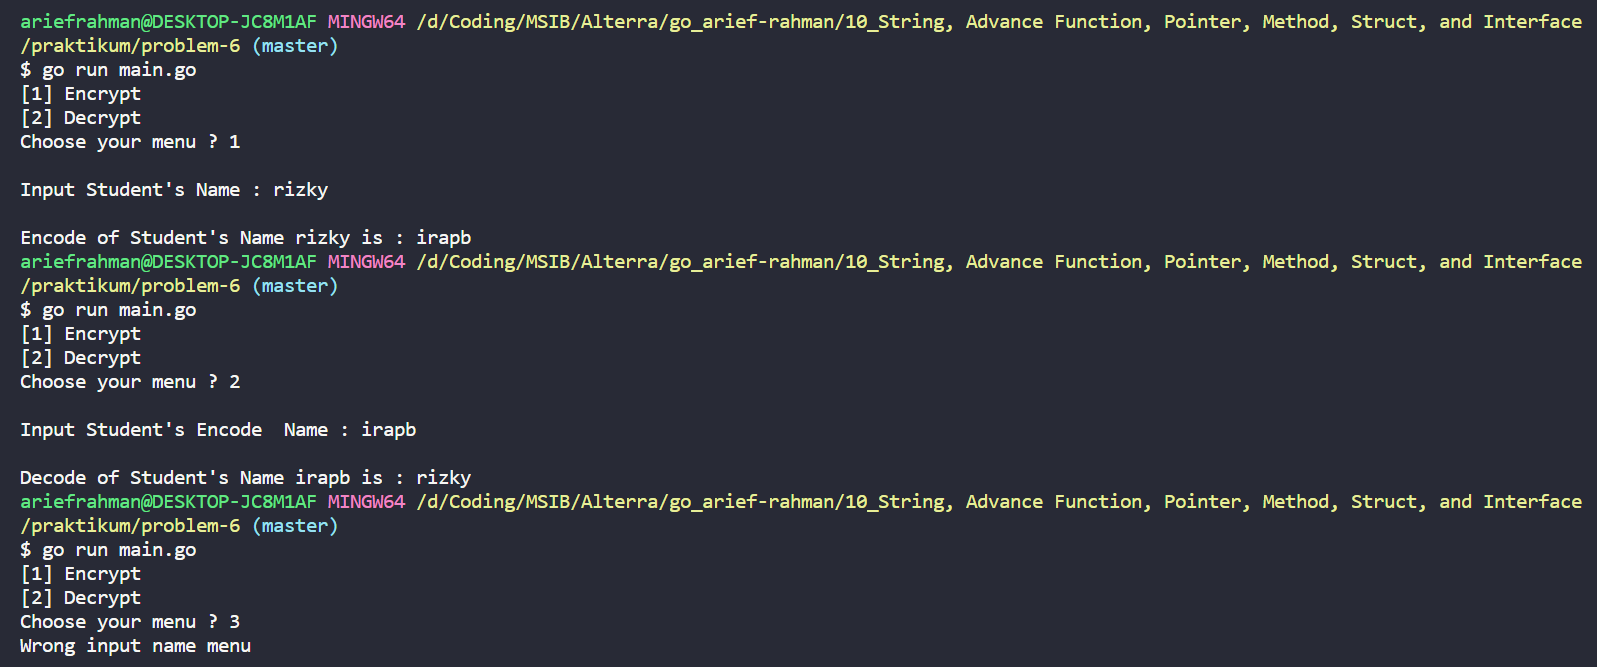 ariefrahman@DESKTOP-JC8M1AF MINGW64 /d/Coding/MSIB/Alterra/go_arief-rahman/10_String, Advance Function, Pointer, Method, Struct, and Interface
/praktikum/problem-6 (master)
$ go run main.go
[1] Encrypt
[2] Decrypt
Choose your menu ? 1

Input Student's Name : rizky

Encode of Student's Name rizky is : irapb
ariefrahman@DESKTOP-JC8M1AF MINGW64 /d/Coding/MSIB/Alterra/go_arief-rahman/10_String, Advance Function, Pointer, Method, Struct, and Interface
/praktikum/problem-6 (master)
$ go run main.go
[1] Encrypt
[2] Decrypt
Choose your menu ? 2

Input Student's Encode  Name : irapb

Decode of Student's Name irapb is : rizky
ariefrahman@DESKTOP-JC8M1AF MINGW64 /d/Coding/MSIB/Alterra/go_arief-rahman/10_String, Advance Function, Pointer, Method, Struct, and Interface
/praktikum/problem-6 (master)
$ go run main.go
[1] Encrypt
[2] Decrypt
Choose your menu ? 3
Wrong input name menu